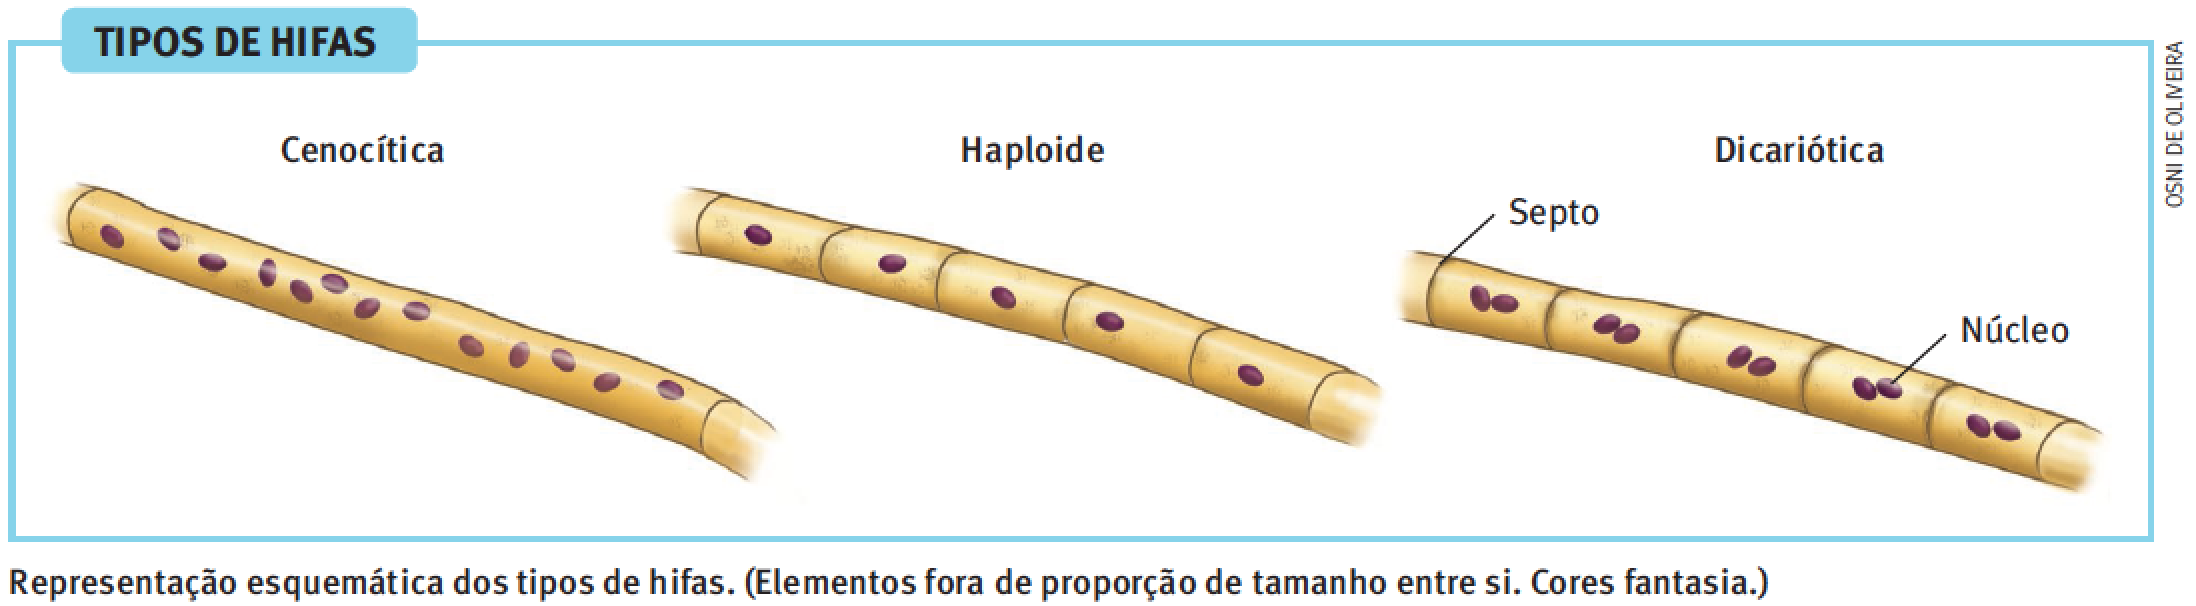 TIPOS DE HIFAS
Cenocítica
Haploide
Dicariótica
Septo
Núcleo
OSNI DE OLIVEIRA
Representação esquemática dos tipos de hifas. (Elementos fora de proporção de tamanho entre si. Cores fantasia.)